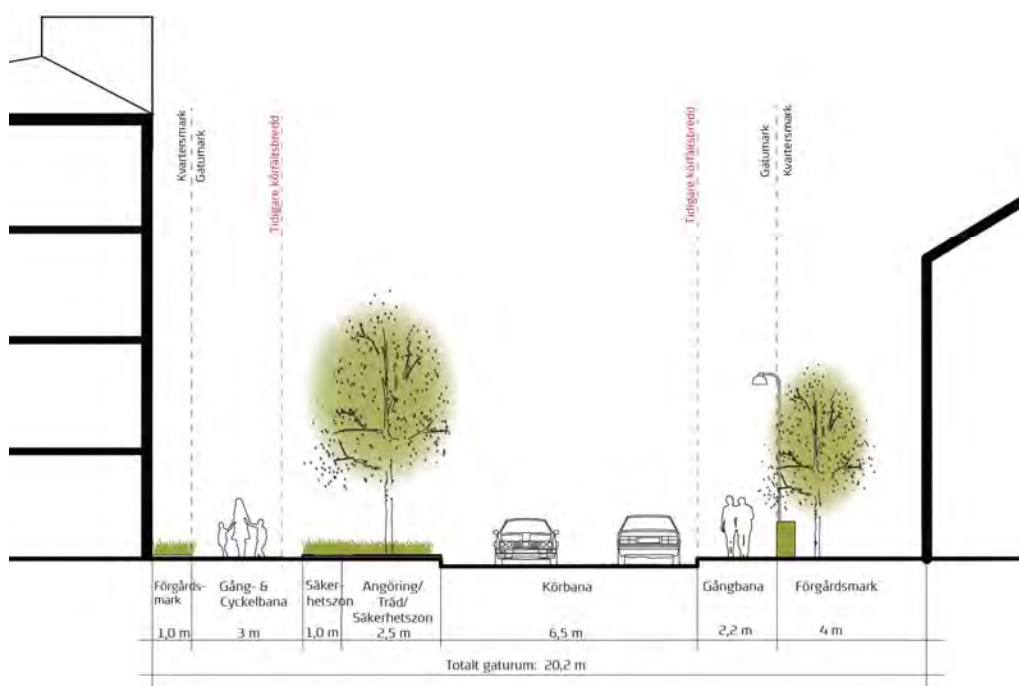 Kvartersmark
Gatumark
Tidigare körfältsbredd
Tidigare körfältsbredd
Gatumark
Kvartersmark
Förgårds-
mark
1,0 m
Gång- &
Cyckelbana
3 m
Säker-
hetszon
1,0 m
Angöring/
Träd/
Säkerhetszon
2,5 m
Körbana
6,5 m
Gångbana
2,2 m
Förgårdsmark
4 m
Totalt gaturum: 20,2 m